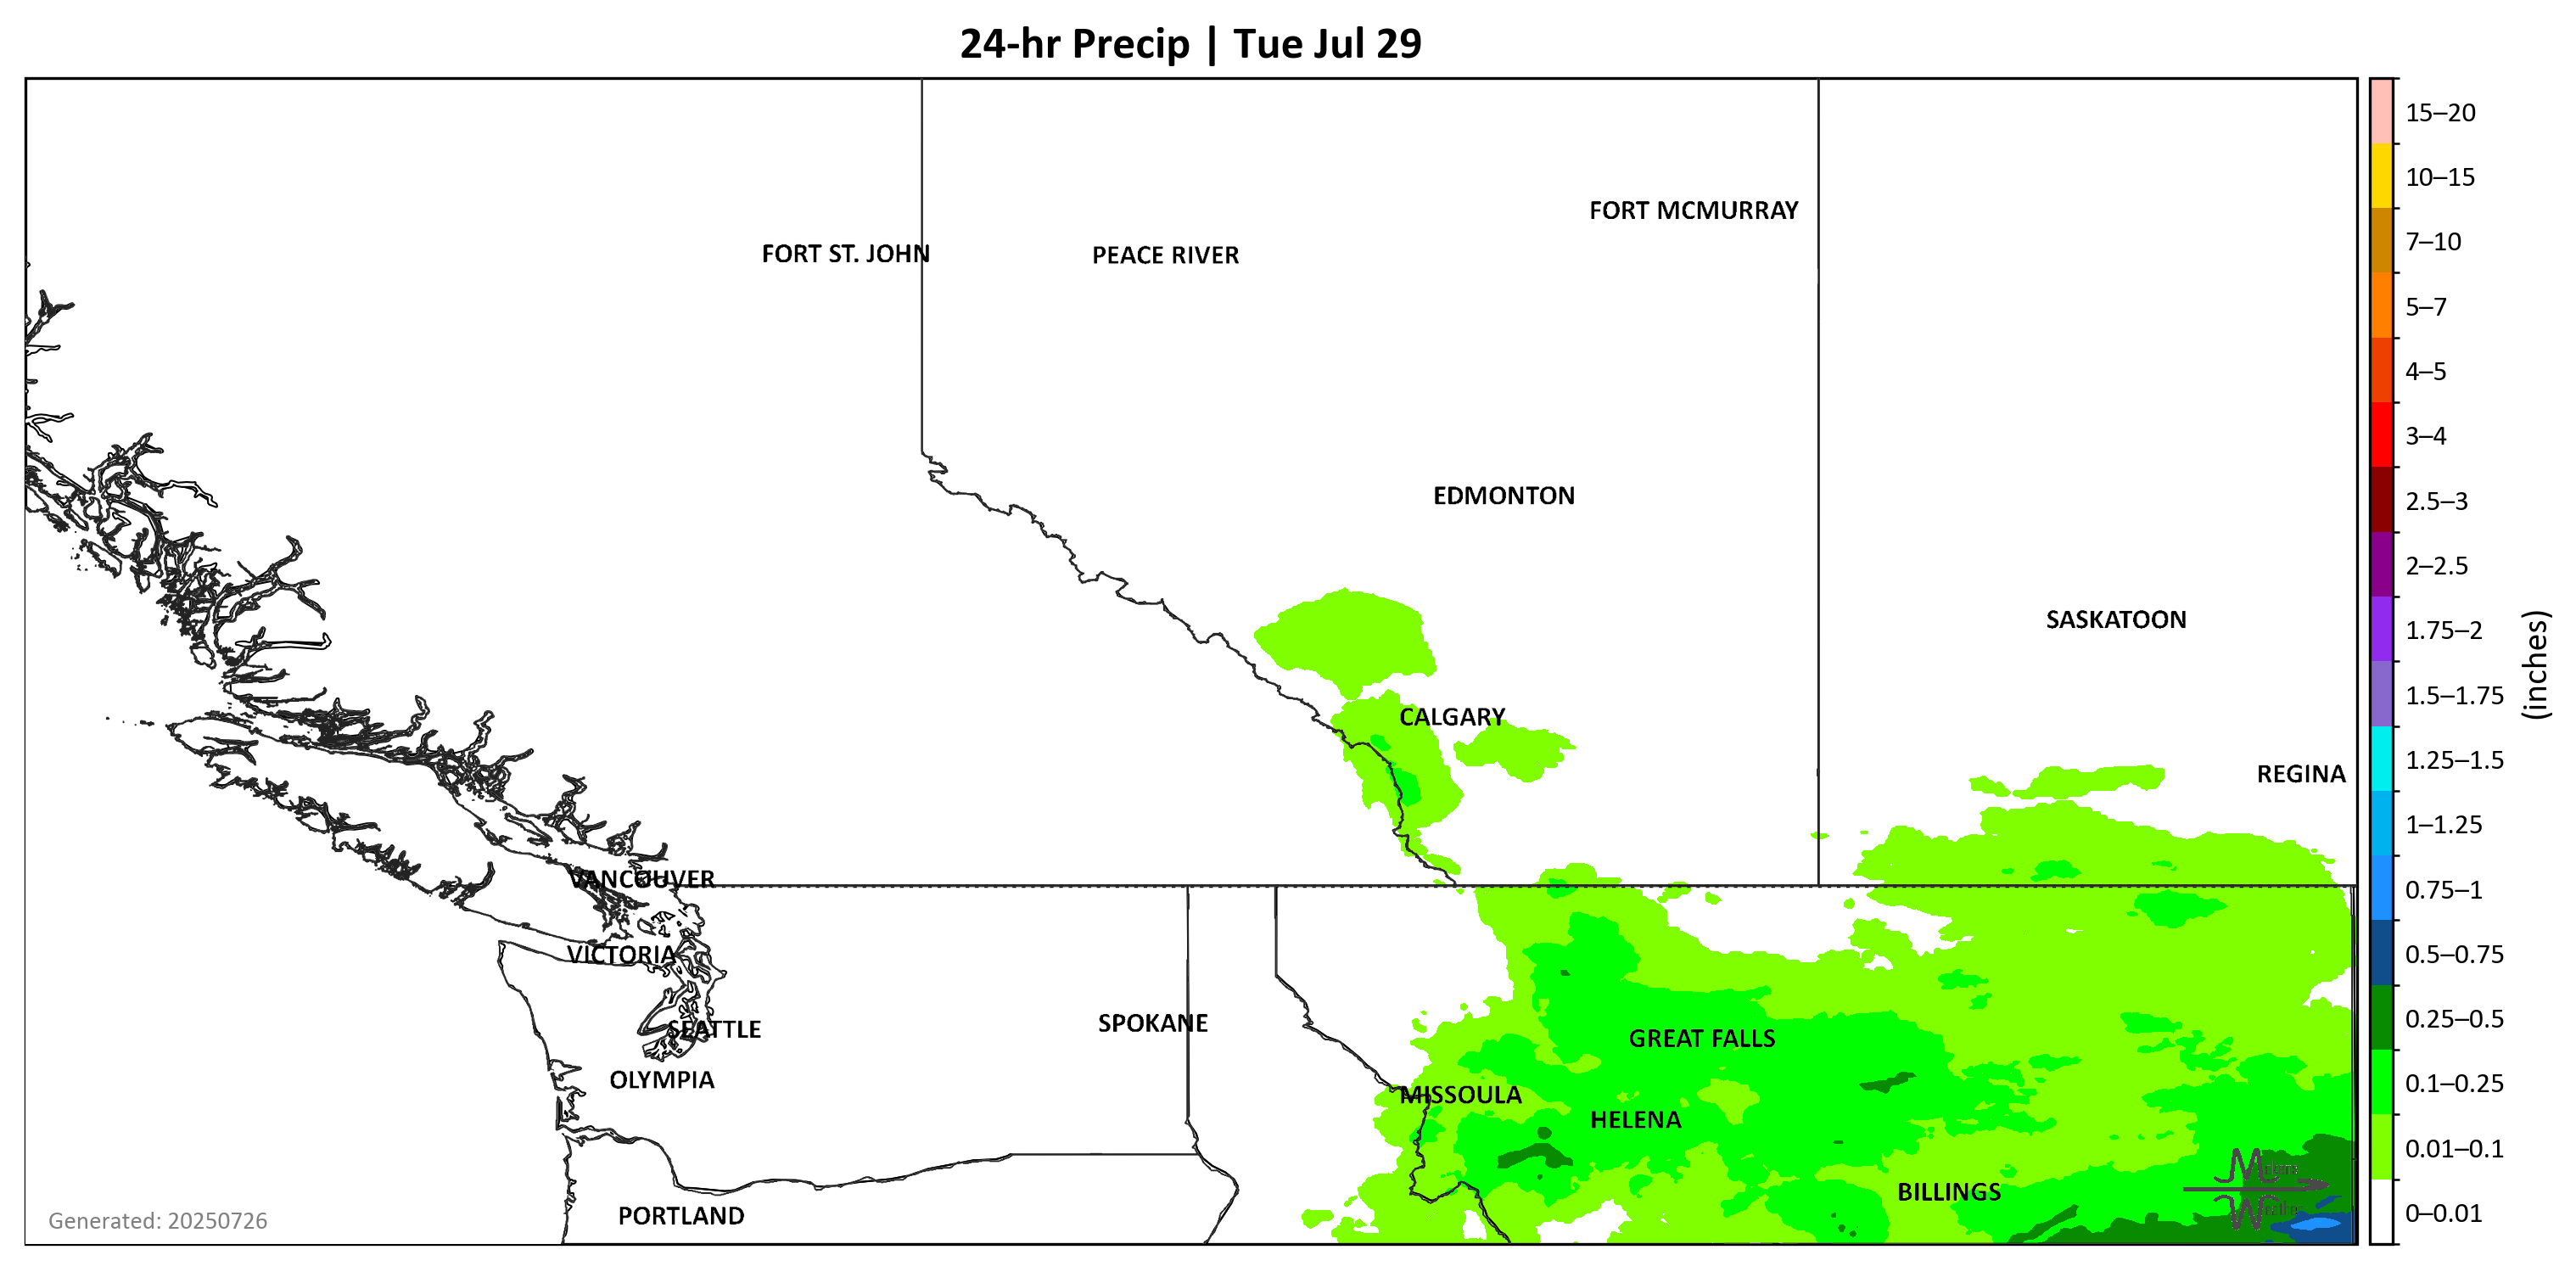 24-hr Precip | Tue Jul 29
FORT MCMURRAY
FORT ST. JOHN
PEACE RIVER
EDMONTON
SASKATOON
CALGARY
REGINA
VANCOUVER
VICTORIA
SEATTLE
SPOKANE
GREAT FALLS
OLYMPIA
MISSOULA
HELENA
BILLINGS
PORTLAND
Generated: 20250726
15–20
10–15
7–10
5–7
4–5
3–4
2.5–3
2–2.5
1.75–2
1.5–1.75
1.25–1.5
1–1.25
0.75–1
0.5–0.75
0.25–0.5
0.1–0.25
0.01–0.1
0–0.01
(inches)